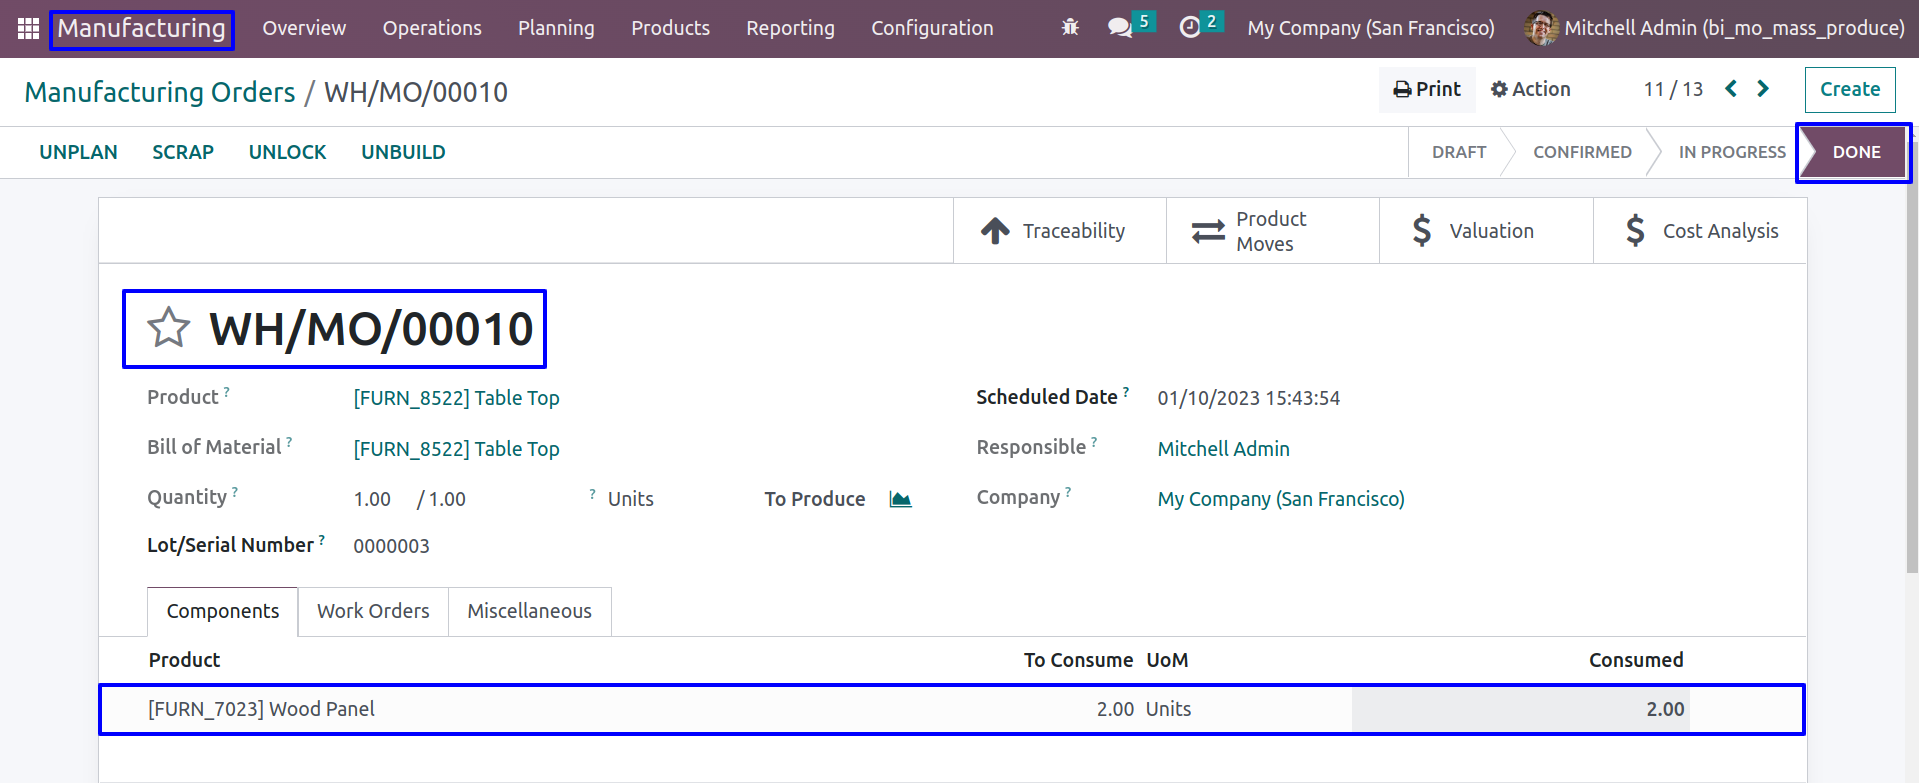 Manufacturing Overview Operations Planning Products Reporting Configuration 5 2 My Company (San Francisco) Mitchell Admin (bi_mo_mass_produce)
Manufacturing Orders / WH/MO/00010 Print Action 11 / 13 Create
UNPLAN SCRAP UNLOCK UNBUILD DRAFT CONFIRMED IN PROGRESS DONE
Traceability Product Moves $ Valuation $ Cost Analysis
WH/MO/00010
Product ? [FURN_8522] Table Top Scheduled Date ? 01/10/2023 15:43:54
Bill of Material ? [FURN_8522] Table Top Responsible ? Mitchell Admin
Quantity ? 1.00 / 1.00 ? Units To Produce Company ? My Company (San Francisco)
Lot/Serial Number ? 0000003
Components Work Orders Miscellaneous
Product To Consume UoM Consumed
[FURN_7023] Wood Panel 2.00 Units 2.00